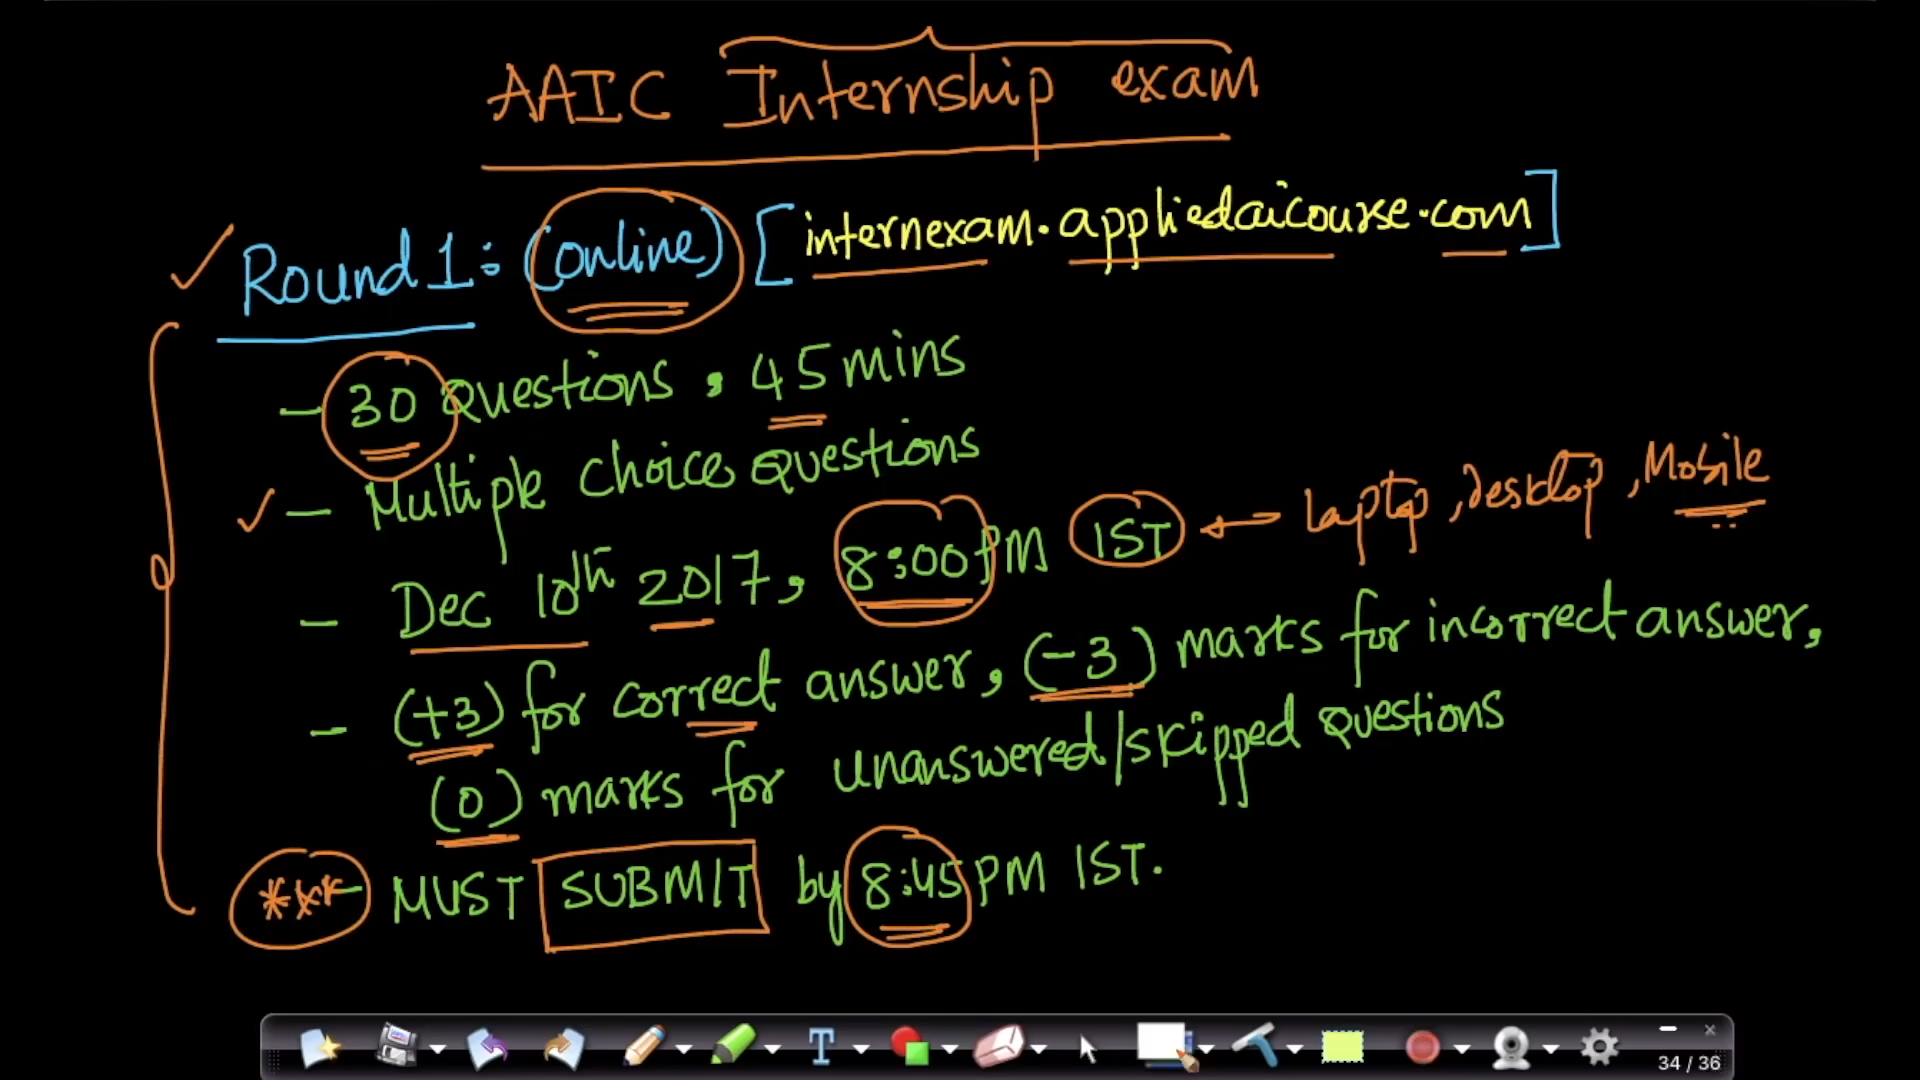 AAIC Internship exam
Round 1: (online) [internexam.appliedaicourse.com]
- 30 Questions, 45 mins
- Multiple choice questions
- Dec 10th 2017, 8:00 PM IST ← Laptop, Desktop, Mobile
- (+3) for correct answer, (-3) marks for incorrect answer,
(0) marks for unanswered/skipped questions
*** MUST SUBMIT by 8:45 PM IST.
T
34 / 36